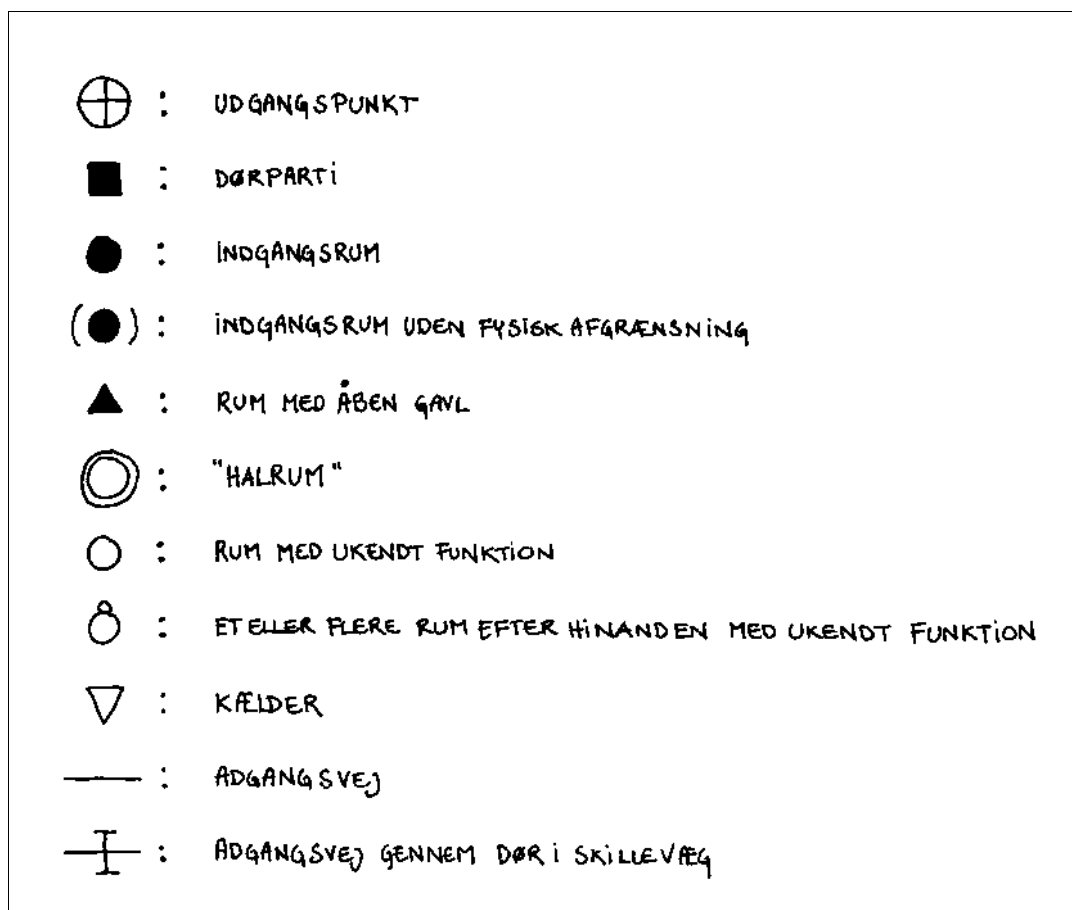 : UDGANGSPUNKT
: DØRPARTI
: INDGANGSRUM
: INDGANGSRUM UDEN FYSISK AFGRÆNSNING
: RUM MED ÅBEN GAVL
: "HALRUM"
: RUM MED UKENDT FUNKTION
: ET ELLER FLERE RUM EFTER HINANDEN MED UKENDT FUNKTION
: KÆLDER
: ADGANGSVEJ
: ADGANGSVEJ GENNEM DØR I SKILLEVÆG